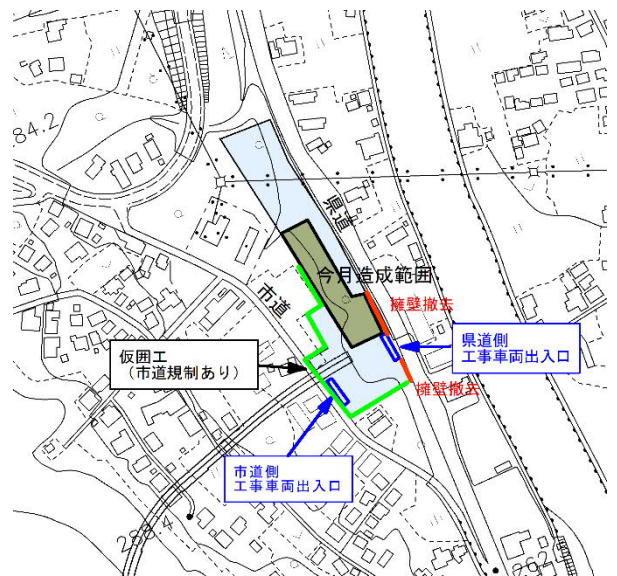 84.2
県道
今月造成範囲
市道
擁壁撤去
県道側
工事車両出入口
仮囲工
（市道規制あり）
擁壁撤去
市道側
工事車両出入口